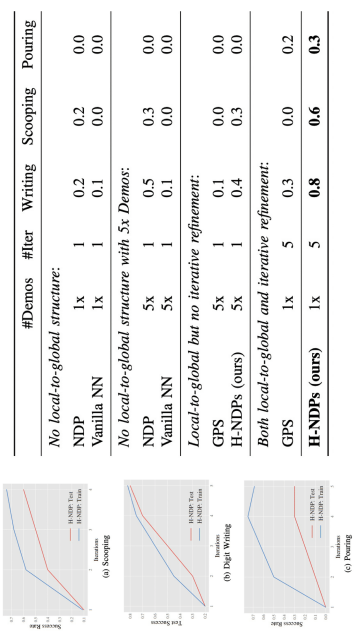 Success Rate
H-NDP: Test
H-NDP: Train
Iterations
(a) Scooping
Test Success
H-NDP: Test
H-NDP: Train
Iterations
(b) Digit Writing
Success Rate
H-NDP: Test
H-NDP: Train
Iterations
(c) Pouring
#Demos #Iter Writing Scooping Pouring
No local-to-global structure:
NDP 1x 1 0.2 0.2 0.0
Vanilla NN 1x 1 0.1 0.0 0.0
No local-to-global structure with 5x Demos:
NDP 5x 1 0.5 0.3 0.0
Vanilla NN 5x 1 0.1 0.0 0.0
Local-to-global but no iterative refinement:
GPS 5x 1 0.1 0.0 0.0
H-NDPs (ours) 5x 1 0.4 0.3 0.0
Both local-to-global and iterative refinement:
GPS 1x 5 0.3 0.0 0.2
H-NDPs (ours) 1x 5 0.8 0.6 0.3